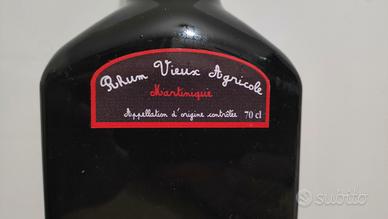 Rhum Vieux Agricole
Martinique
Appellation d'origine contrôlée 70 cl
subito